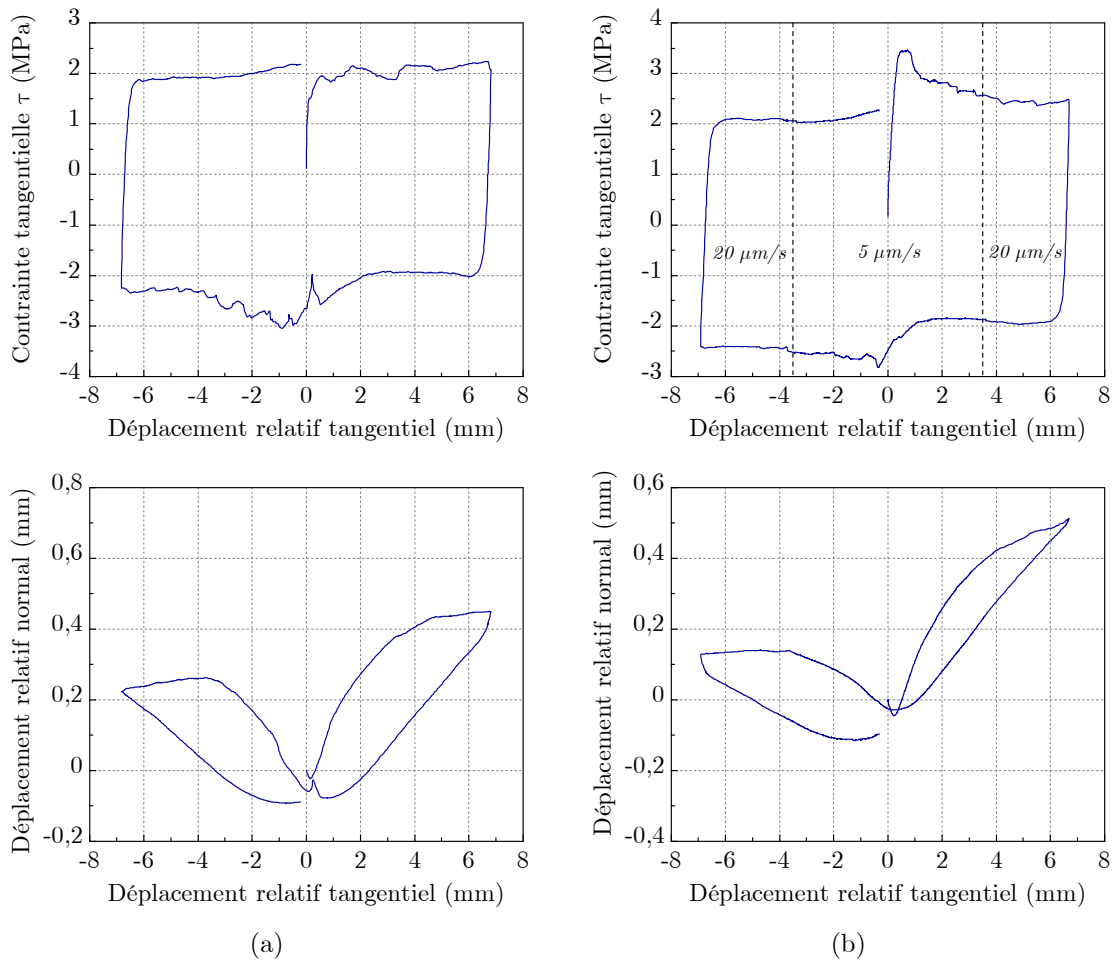 3
2
1
0
-1
-2
-3
-4
Contrainte tangentielle τ (MPa)
-8 -6 -4 -2 0 2 4 6 8
Déplacement relatif tangentiel (mm)
4
3
2
1
0
-1
-2
-3
Contrainte tangentielle τ (MPa)
20 μm/s 5 μm/s 20 μm/s
-8 -6 -4 -2 0 2 4 6 8
Déplacement relatif tangentiel (mm)
0,8
0,6
0,4
0,2
0
-0,2
Déplacement relatif normal (mm)
-8 -6 -4 -2 0 2 4 6 8
Déplacement relatif tangentiel (mm)
(a)
0,6
0,4
0,2
0
-0,2
-0,4
Déplacement relatif normal (mm)
-8 -6 -4 -2 0 2 4 6 8
Déplacement relatif tangentiel (mm)
(b)